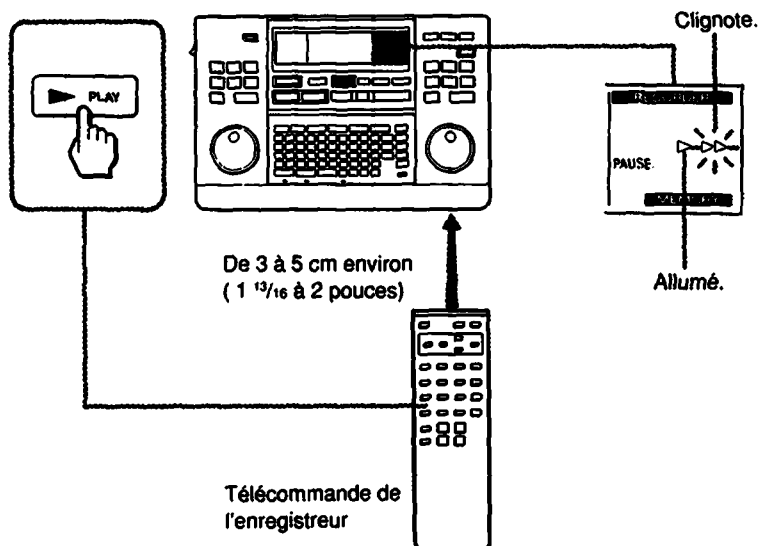 Clignote.
PLAY
PAUSE
De 3 à 5 cm environ
( 1 13/16 à 2 pouces)
Allumé.
Télécommande de
l'enregistreur